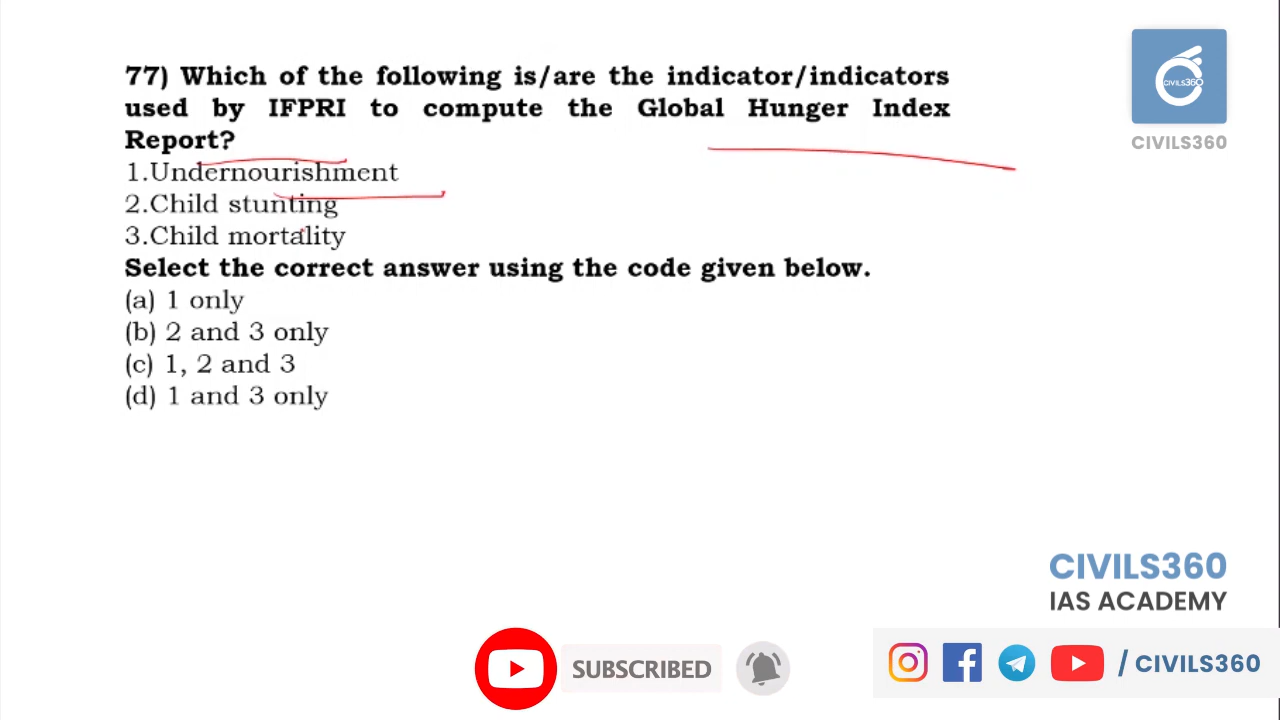 CIVILS360
CIVILS360
77) Which of the following is/are the indicator/indicators
used by IFPRI to compute the Global Hunger Index
Report?
1.Undernourishment
2.Child stunting
3.Child mortality
Select the correct answer using the code given below.
(a) 1 only
(b) 2 and 3 only
(c) 1, 2 and 3
(d) 1 and 3 only
CIVILS360
IAS ACADEMY
SUBSCRIBED
/ CIVILS360